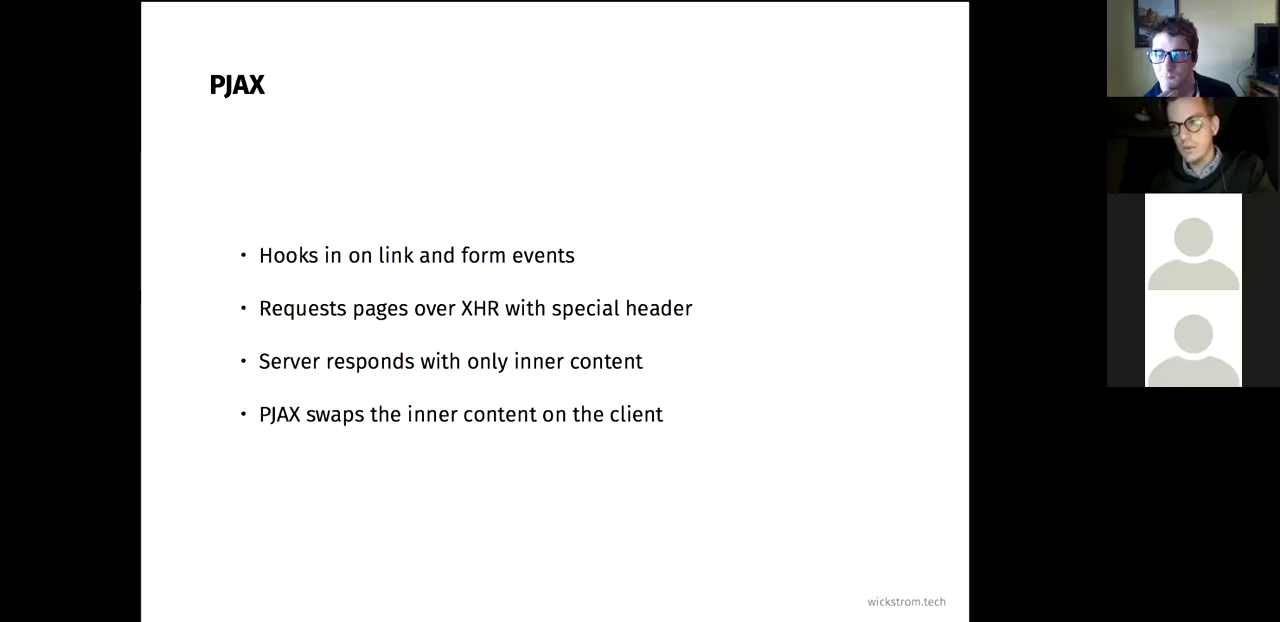 PJAX
• Hooks in on link and form events
• Requests pages over XHR with special header
• Server responds with only inner content
• PJAX swaps the inner content on the client
wickstrom.tech